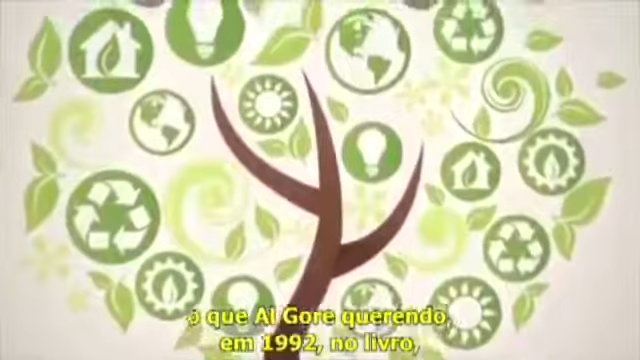 o que Al Gore querendo,
em 1992, no livro,